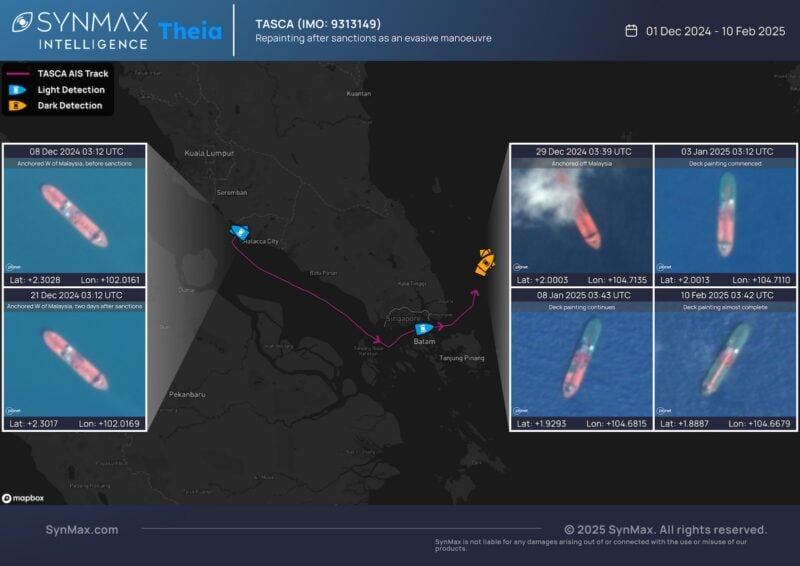 SYNMAX
INTELLIGENCE
Theia
TASCA (IMO: 9313149)
Repainting after sanctions as an evasive manoeuvre
01 Dec 2024 - 10 Feb 2025
TASCA AIS Track
Light Detection
Dark Detection
Kuantan
Kuala Lumpur
Seremban
Malacca City
Batu Pahat
Kota Tinggi
Dumai
Singapore
Batam
Tanjung Pinang
Pekanbaru
08 Dec 2024 03:12 UTC
Anchored W of Malaysia, before sanctions
planet
Lat: +2.3028 Lon: +102.0161
21 Dec 2024 03:12 UTC
Anchored W of Malaysia, two days after sanctions
planet
Lat: +2.3017 Lon: +102.0169
29 Dec 2024 03:39 UTC
Anchored off Malaysia
planet
Lat: +2.0003 Lon: +104.7135
03 Jan 2025 03:12 UTC
Deck painting commenced
planet
Lat: +2.0013 Lon: +104.7110
08 Jan 2025 03:43 UTC
Deck painting continues
planet
Lat: +1.9293 Lon: +104.6815
10 Feb 2025 03:42 UTC
Deck painting almost complete
planet
Lat: +1.8887 Lon: +104.6679
mapbox
SynMax.com
© 2025 SynMax. All rights reserved.
SynMax is not liable for any damages arising out of or connected with the use or misuse of our
products.